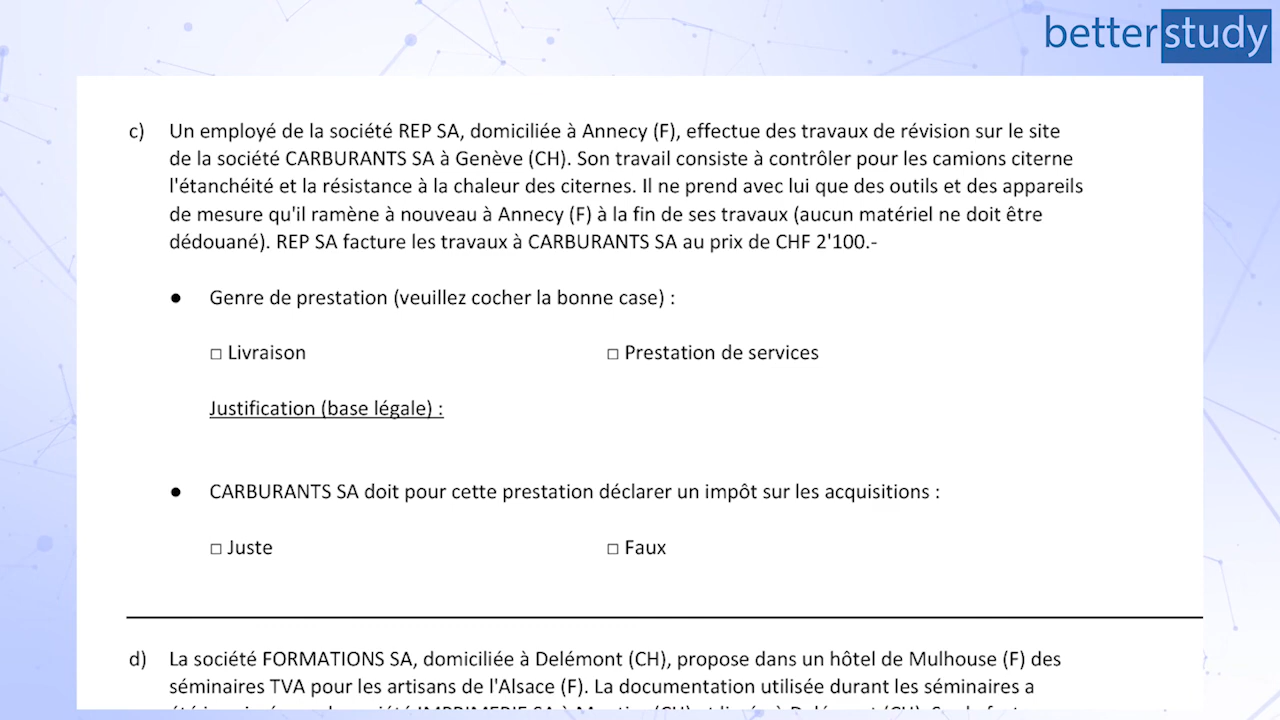 betterstudy
c) Un employé de la société REP SA, domiciliée à Annecy (F), effectue des travaux de révision sur le site
de la société CARBURANTS SA à Genève (CH). Son travail consiste à contrôler pour les camions citerne
l'étanchéité et la résistance à la chaleur des citernes. Il ne prend avec lui que des outils et des appareils
de mesure qu'il ramène à nouveau à Annecy (F) à la fin de ses travaux (aucun matériel ne doit être
dédouané). REP SA facture les travaux à CARBURANTS SA au prix de CHF 2'100.-
● Genre de prestation (veuillez cocher la bonne case) :
□ Livraison □ Prestation de services
Justification (base légale) :
● CARBURANTS SA doit pour cette prestation déclarer un impôt sur les acquisitions :
□ Juste □ Faux
d) La société FORMATIONS SA, domiciliée à Delémont (CH), propose dans un hôtel de Mulhouse (F) des
séminaires TVA pour les artisans de l'Alsace (F). La documentation utilisée durant les séminaires a